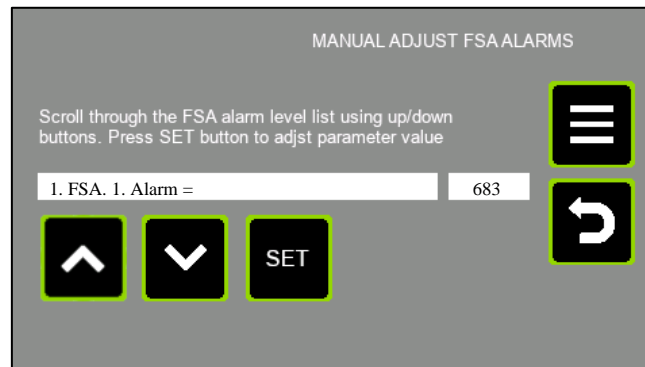 MANUAL ADJUST FSA ALARMS
Scroll through the FSA alarm level list using up/down
buttons. Press SET button to adjst parameter value
1. FSA. 1. Alarm = 683
SET